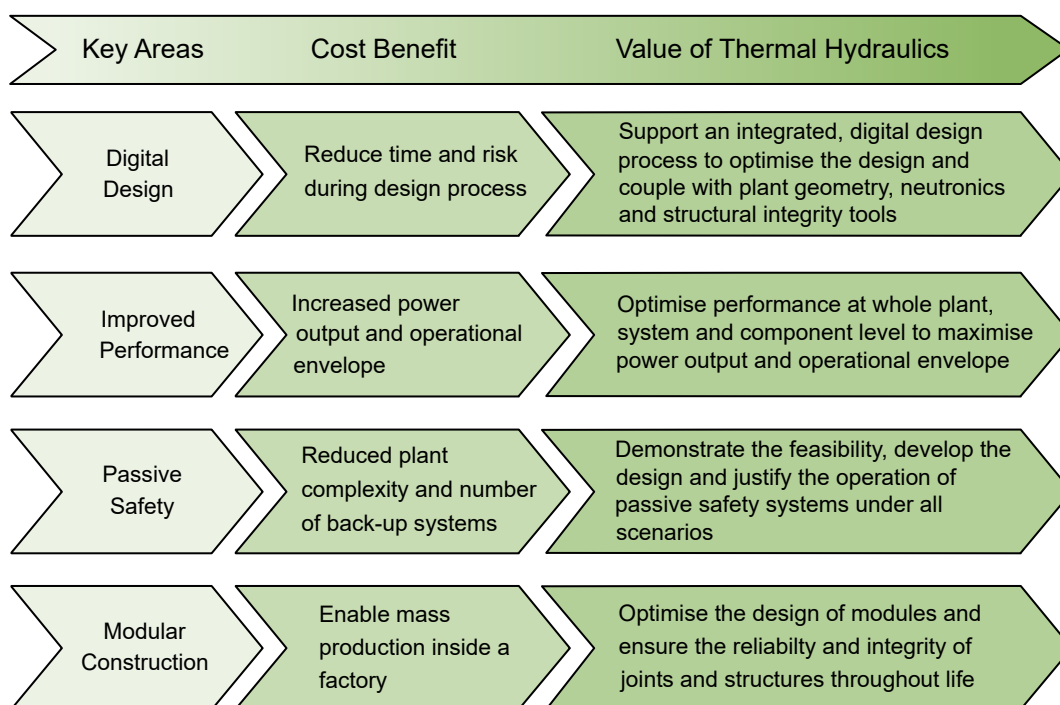 Key Areas
Cost Benefit
Value of Thermal Hydraulics
Digital
Design
Reduce time and risk
during design process
Support an integrated, digital design
process to optimise the design and
couple with plant geometry, neutronics
and structural integrity tools
Improved
Performance
Increased power
output and operational
envelope
Optimise performance at whole plant,
system and component level to maximise
power output and operational envelope
Passive
Safety
Reduced plant
complexity and number
of back-up systems
Demonstrate the feasibility, develop the
design and justify the operation of
passive safety systems under all
scenarios
Modular
Construction
Enable mass
production inside a
factory
Optimise the design of modules and
ensure the reliabilty and integrity of
joints and structures throughout life